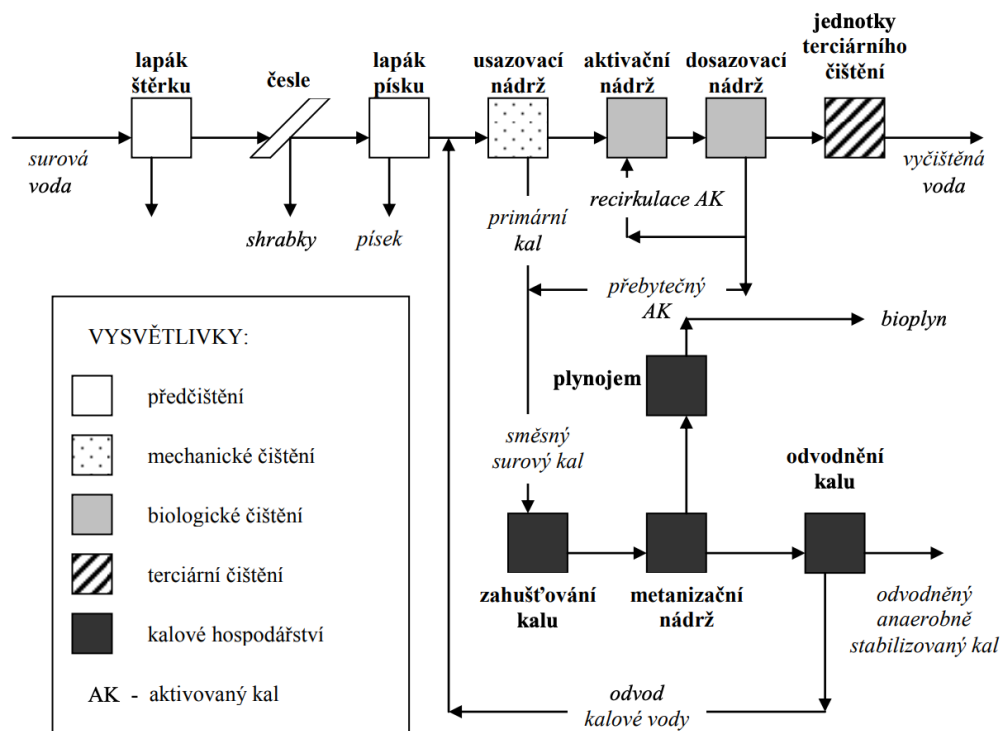 lapák
štěrku
česle
lapák
písku
usazovací
nádrž
aktivační
nádrž
dosazovací
nádrž
jednotky
terciárního
čištění
surová
voda
shrabky
písek
primární
kal
recirkulace AK
vyčištěná
voda
přebytečný
AK
bioplyn
plynojem
směsný
surový kal
odvodnění
kalu
zahušťování
kalu
metanizační
nádrž
odvodněný
anaerobně
stabilizovaný kal
odvod
kalové vody
VYSVĚTLIVKY:
předčištění
mechanické čištění
biologické čištění
terciární čištění
kalové hospodářství
AK - aktivovaný kal